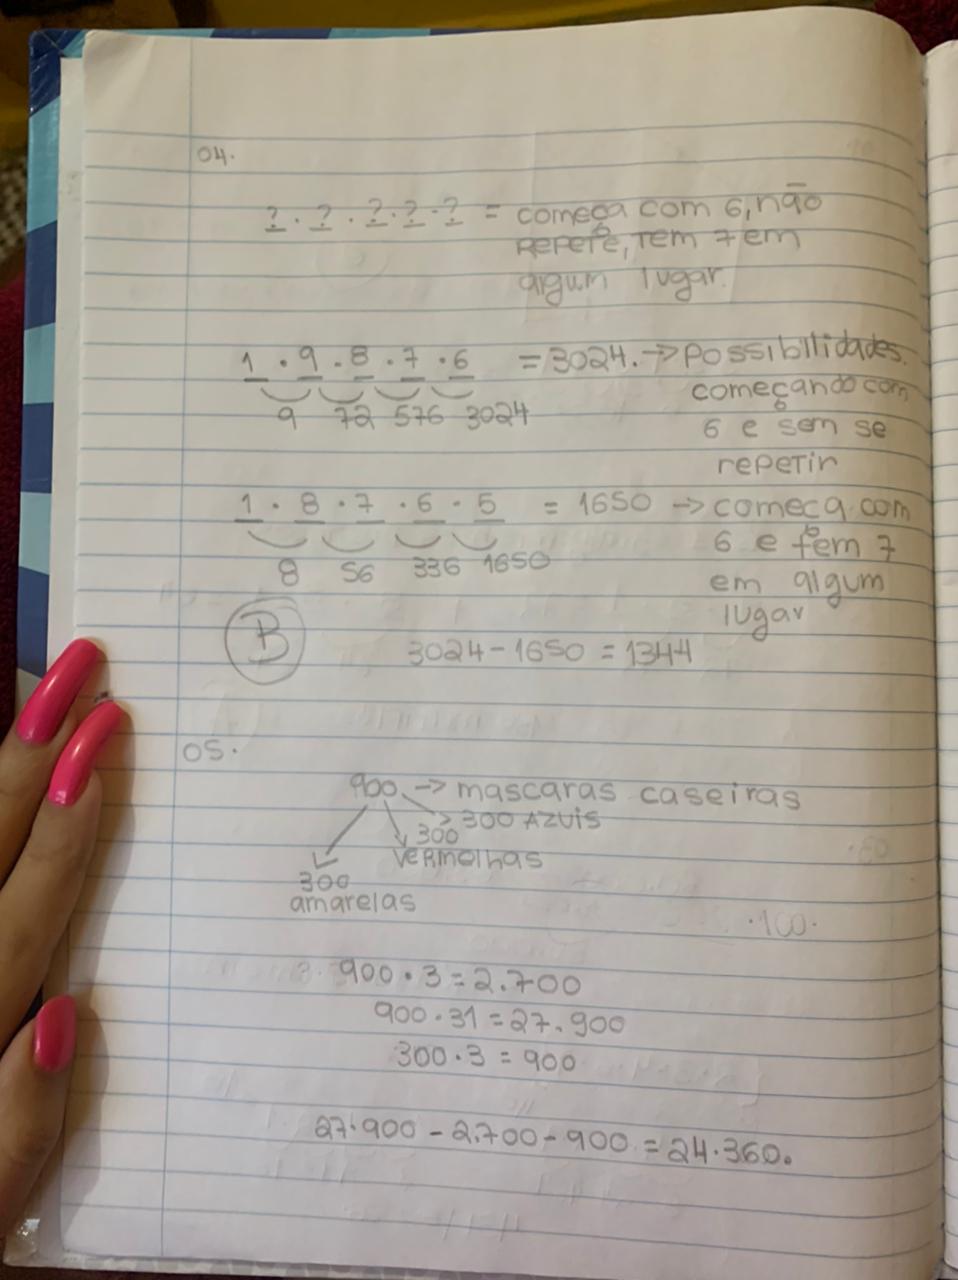 04.
? . ? . ? . ? . ? = começa com 6, não
repete, tem 7 em
algum lugar.
1 . 9 . 8 . 7 . 6 = 3024. -> possibilidades.
começando com
9 72 576 3024
6 e sem se
repetir
1 . 8 . 7 . 6 . 5 = 1650 -> começa com
6 e tem 7
8 56 336 1650
em algum
lugar
B 3024 - 1650 = 1344
05.
900 -> mascaras caseiras
300 AZUIS
300
vermelhas
300
amarelas
.100.
900 . 3 = 2.700
900 . 31 = 27.900
300 . 3 = 900
27.900 - 2.700 - 900 = 24.360.